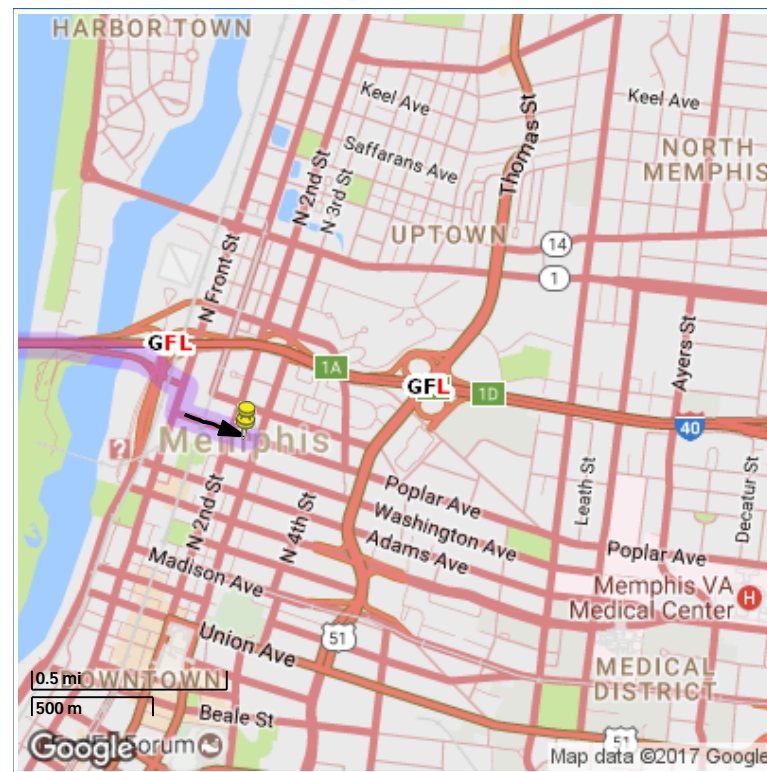 HARBOR TOWN
Keel Ave
Keel Ave
Thomas St
Saffarans Ave
NORTH
MEMPHIS
N 2nd St
N 3rd St
UPTOWN
14
1
N Front St
Ayers St
GFL
1A
GFL
1D
40
Memphis
Leath St
Decatur St
Poplar Ave
N 2nd St
N 4th St
Washington Ave
Adams Ave
Poplar Ave
Madison Ave
Memphis VA
Medical Center
H
51
Union Ave
0.5 mi
DOWNTOWN
MEDICAL
DISTRICT
500 m
Beale St
51
Google
Forum
Map data ©2017 Google